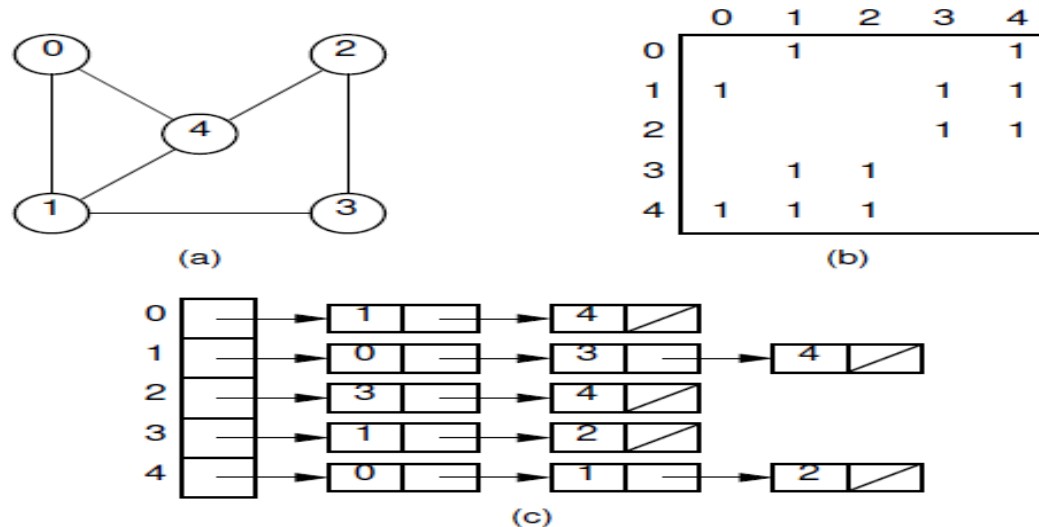 0 2
4
1 3
(a)
0 1 2 3 4
0 1 1
1 1 1 1
2 1 1
3 1 1
4 1 1 1
(b)
0 1 4
1 0 3 4
2 3 4
3 1 2
4 0 1 2
(c)